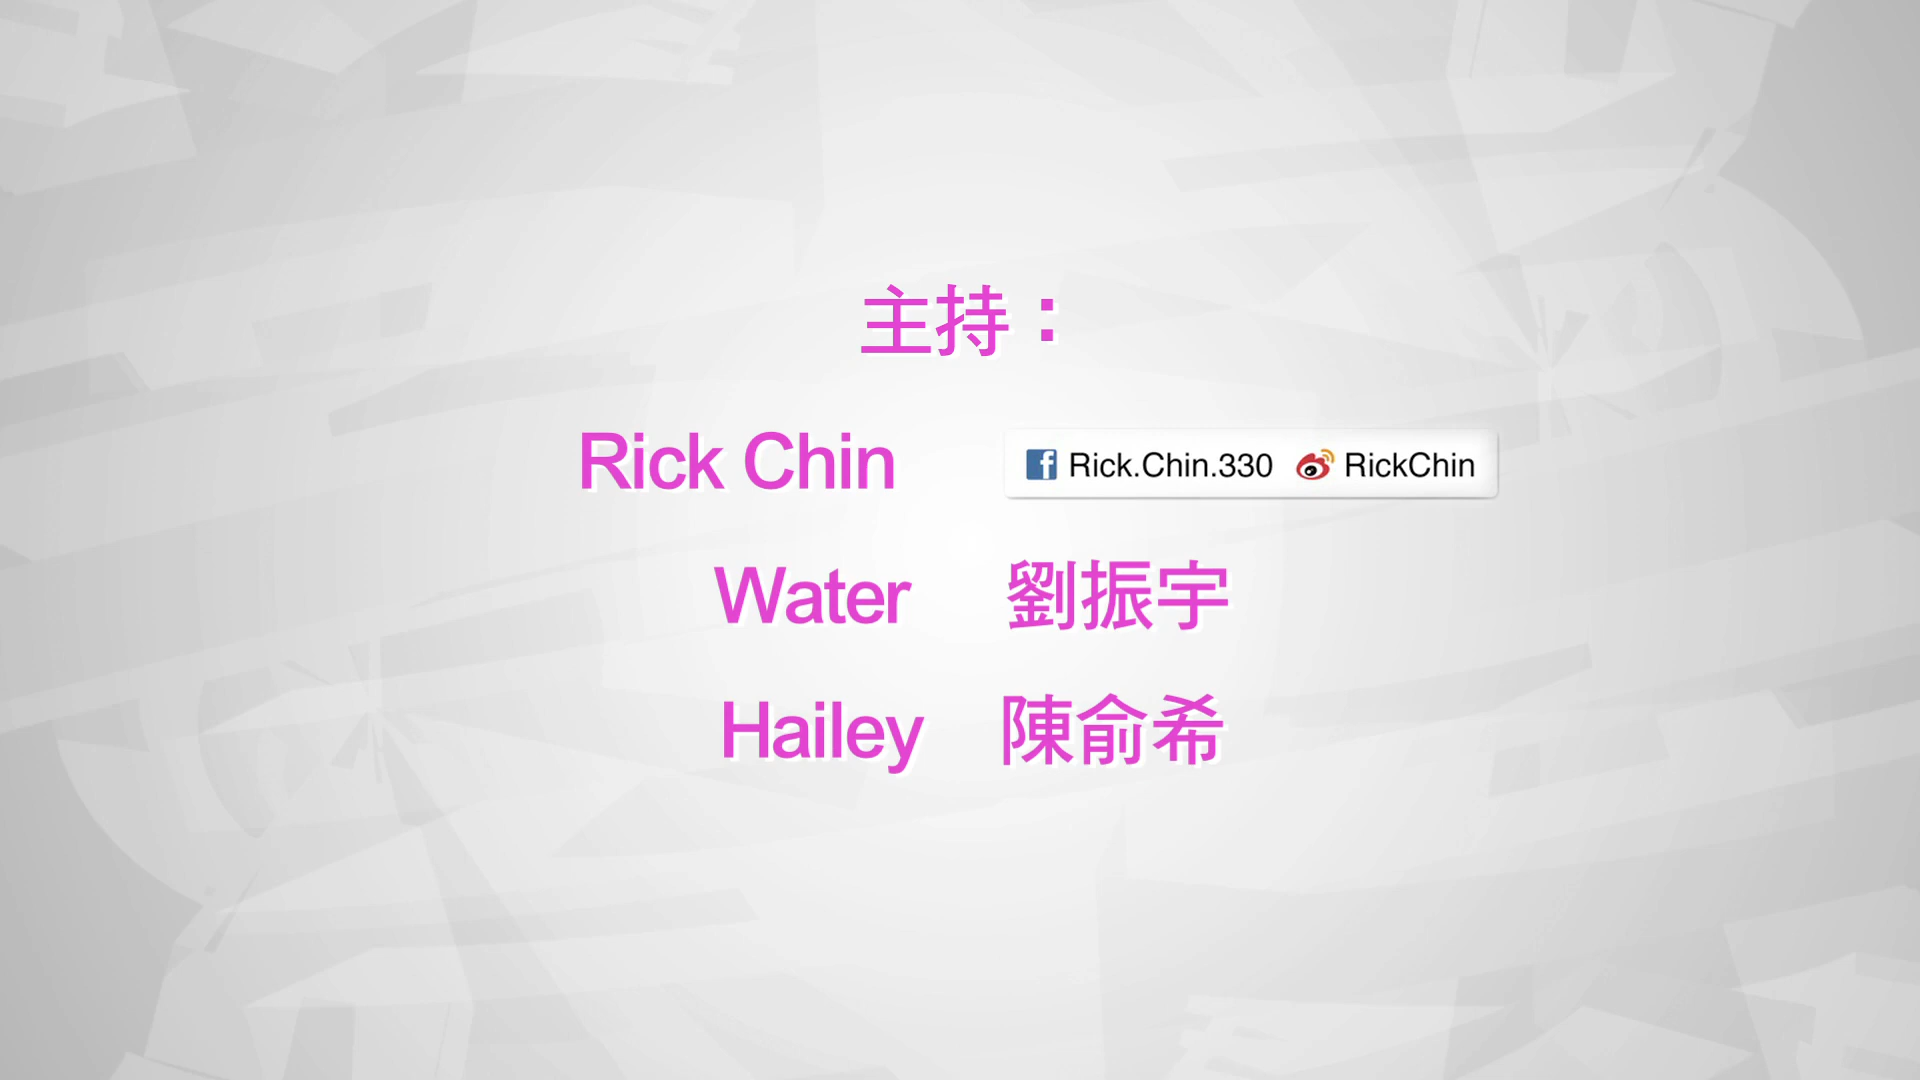 主持：
Rick Chin Rick.Chin.330 RickChin
Water 劉振宇
Hailey 陳俞希